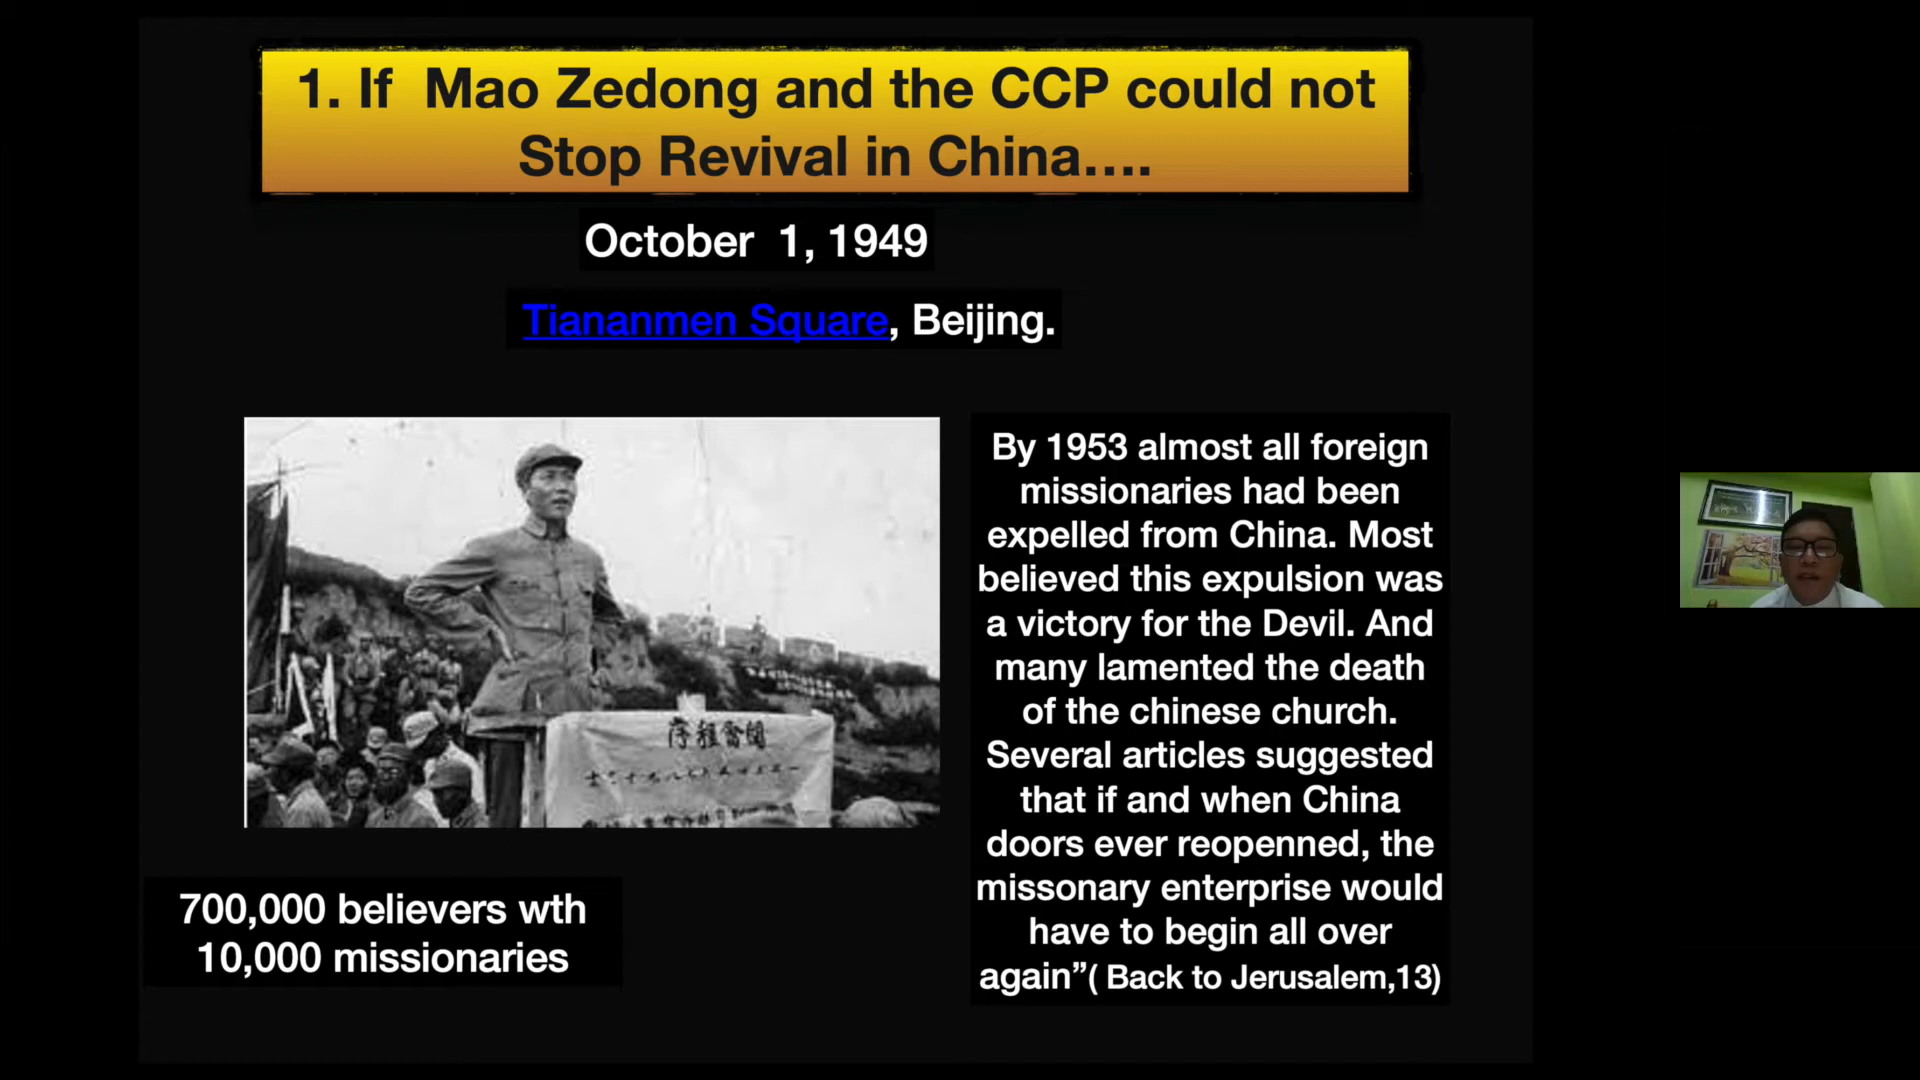 1. If  Mao Zedong and the CCP could not
Stop Revival in China....
October  1, 1949
Tiananmen Square, Beijing.
By 1953 almost all foreign
missionaries had been
expelled from China. Most
believed this expulsion was
a victory for the Devil. And
many lamented the death
of the chinese church.
Several articles suggested
that if and when China
doors ever reopenned, the
missonary enterprise would
have to begin all over
again”( Back to Jerusalem,13)
700,000 believers wth
10,000 missionaries